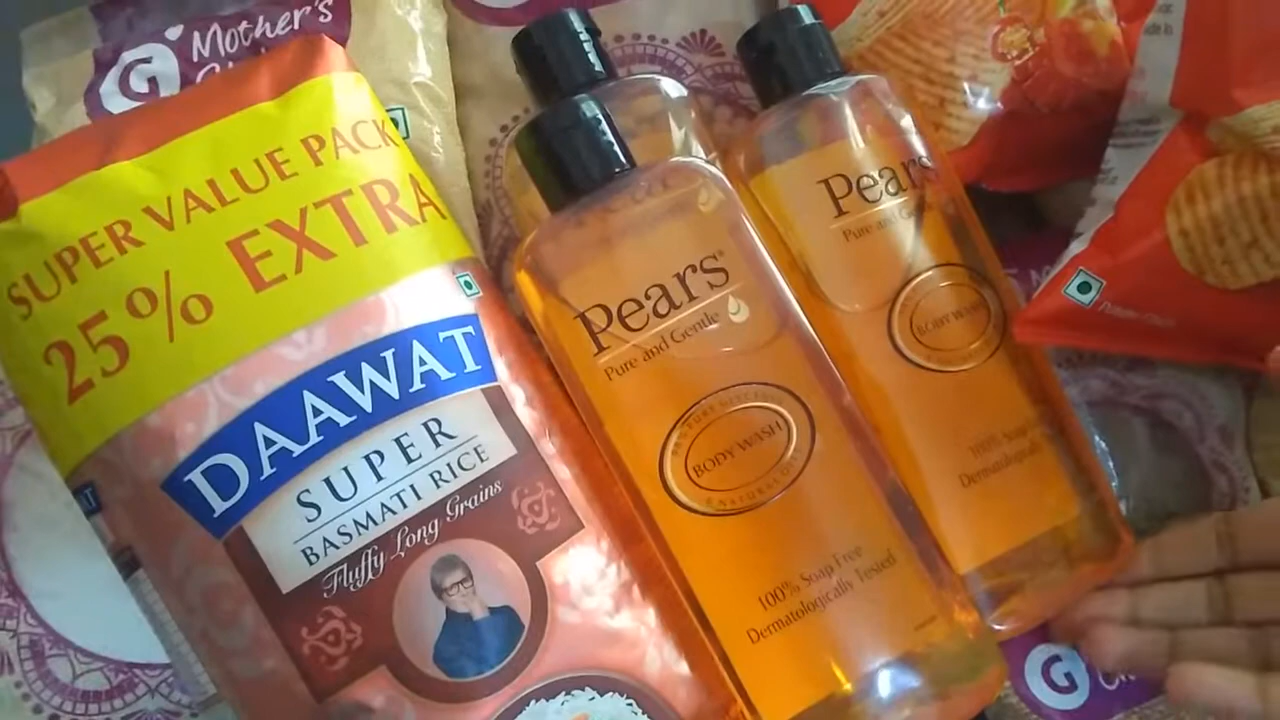 Mother's
SUPER VALUE PACK
25% EXTRA
DAAWAT
SUPER
BASMATI RICE
Fluffy Long Grains
Pears
Pure and Gentle
BODY WASH
100% Soap Free
Dermatologically Tested
Pears
Pure and
BODY WASH
100%
Dermatologically
G